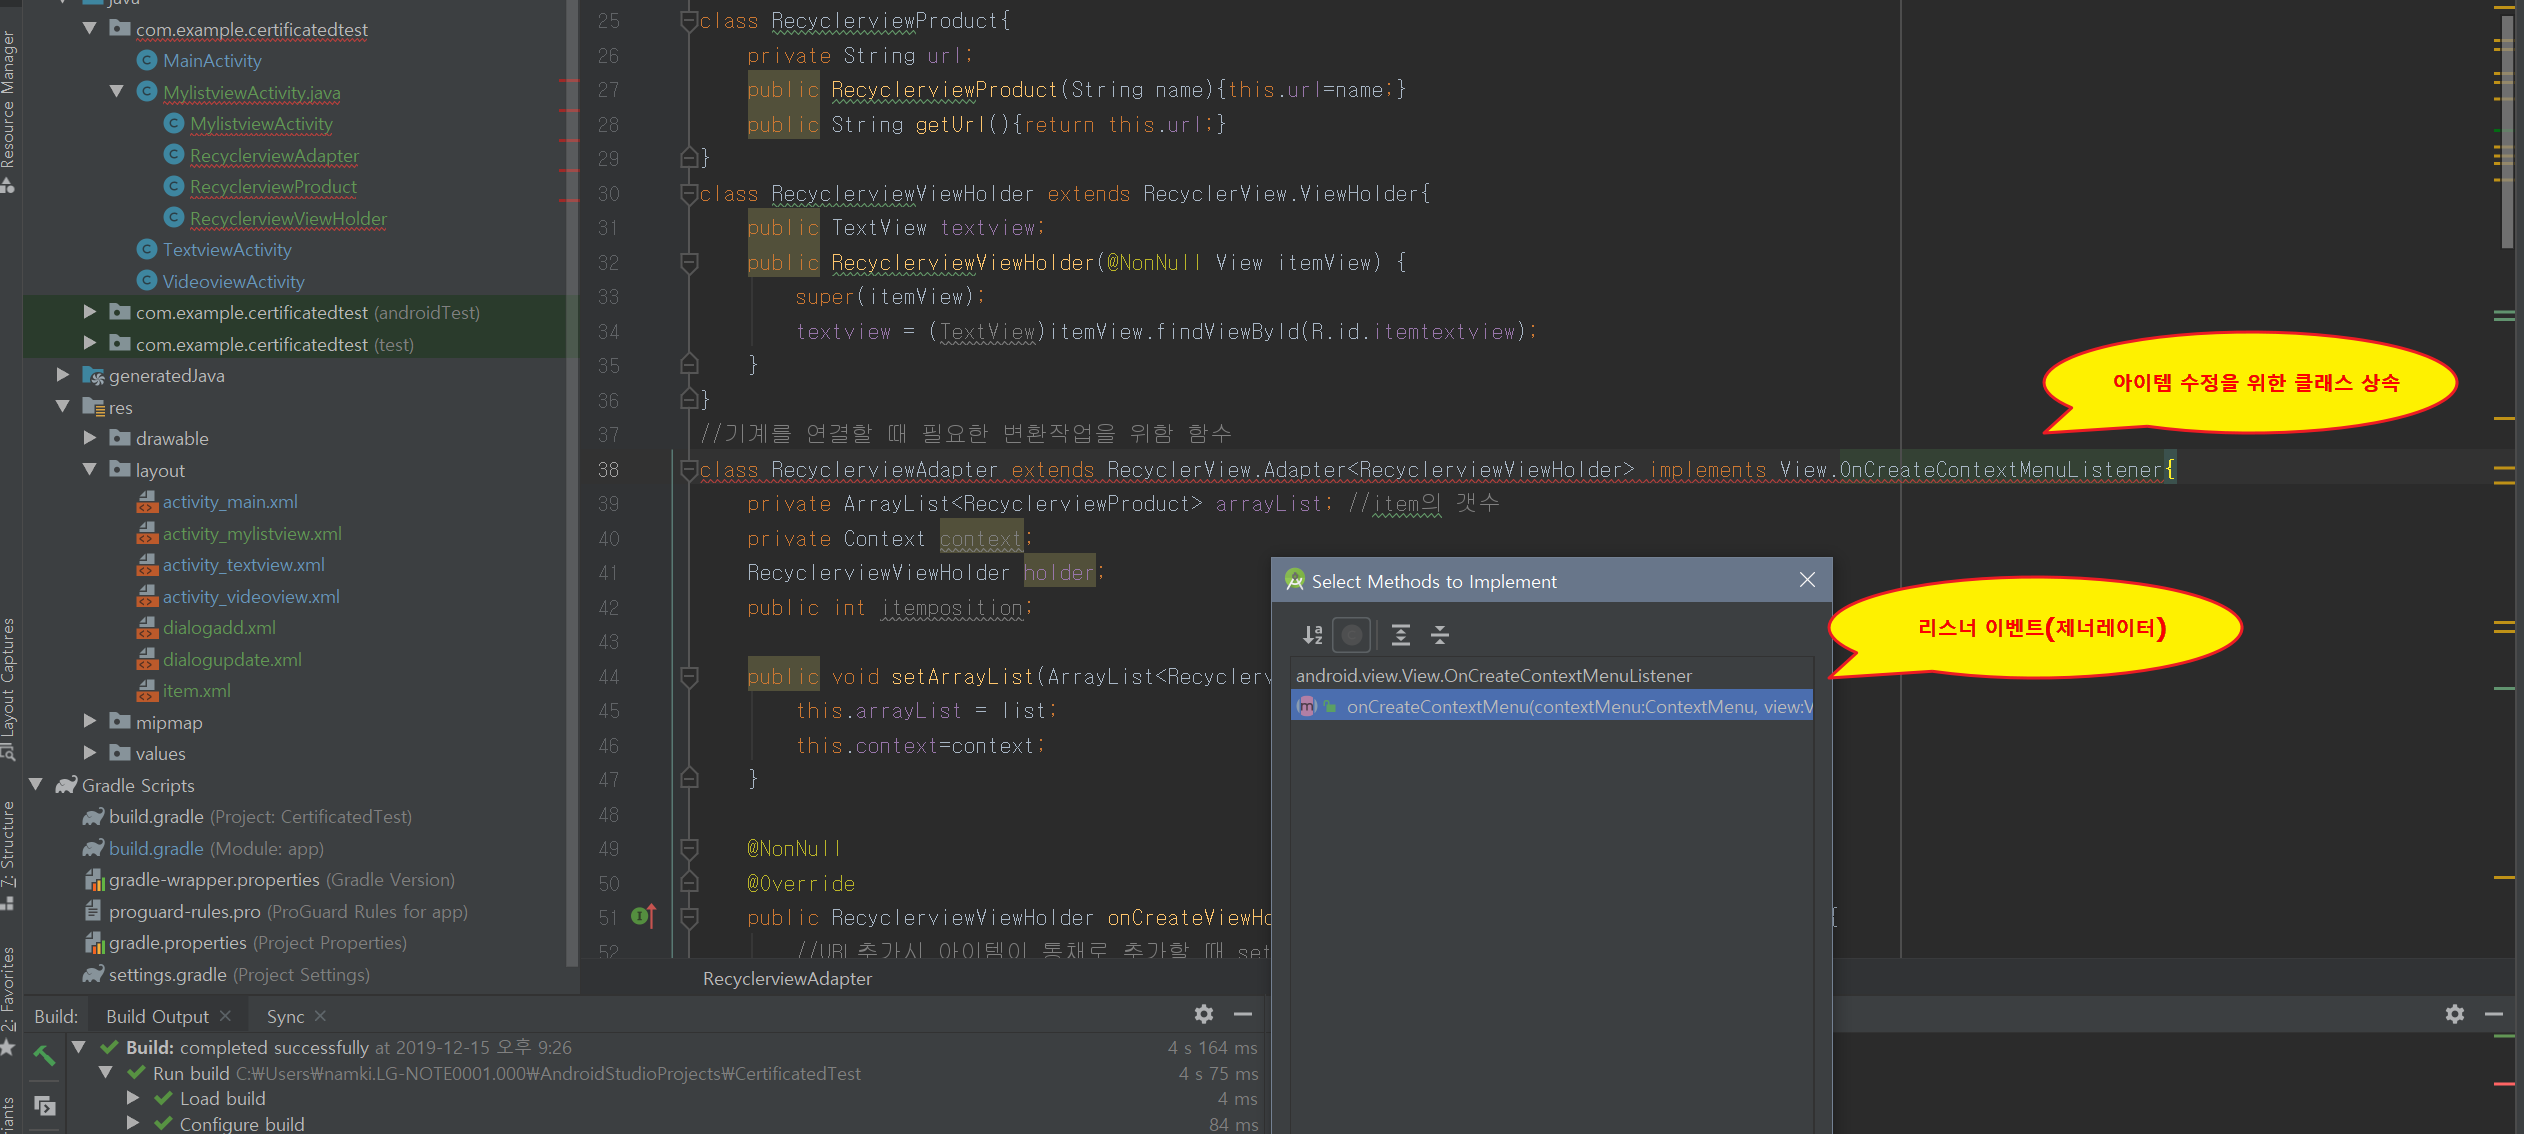 java
com.example.certificatedtest
MainActivity
MylistviewActivity.java
MylistviewActivity
RecyclerviewAdapter
RecyclerviewProduct
RecyclerviewViewHolder
TextviewActivity
VideoviewActivity
com.example.certificatedtest (androidTest)
com.example.certificatedtest (test)
generatedJava
res
drawable
layout
activity_main.xml
activity_mylistview.xml
activity_textview.xml
activity_videoview.xml
dialogadd.xml
dialogupdate.xml
item.xml
mipmap
values
Gradle Scripts
build.gradle (Project: CertificatedTest)
build.gradle (Module: app)
gradle-wrapper.properties (Gradle Version)
proguard-rules.pro (ProGuard Rules for app)
gradle.properties (Project Properties)
settings.gradle (Project Settings)
Resource Manager
Layout Captures
7: Structure
2: Favorites
25 class RecyclerviewProduct{
26 private String url;
27 public RecyclerviewProduct(String name){this.url=name;}
28 public String getUrl(){return this.url;}
29 }
30 class RecyclerviewViewHolder extends RecyclerView.ViewHolder{
31 public TextView textview;
32 public RecyclerviewViewHolder(@NonNull View itemView) {
33 super(itemView);
34 textview = (TextView)itemView.findViewById(R.id.itemtextview);
35 }
36 }
37 //기계를 연결할 때 필요한 변환작업을 위함 함수
38 class RecyclerviewAdapter extends RecyclerView.Adapter<RecyclerviewViewHolder> implements View.OnCreateContextMenuListener{
39 private ArrayList<RecyclerviewProduct> arrayList; //item의 갯수
40 private Context context;
41 RecyclerviewViewHolder holder;
42 public int itemposition;
43
44 public void setArrayList(ArrayList<Recyclerv
45 this.arrayList = list;
46 this.context=context;
47 }
48
49 @NonNull
50 @Override
51 public RecyclerviewViewHolder onCreateViewHo {
52 //URL추가시 아이템이 통채로 추가할 때 set
RecyclerviewAdapter
아이템 수정을 위한 클래스 상속
Select Methods to Implement
android.view.View.OnCreateContextMenuListener
onCreateContextMenu(contextMenu:ContextMenu, view:V
리스너 이벤트(제너레이터)
Build: Build Output Sync
Build: completed successfully at 2019-12-15 오후 9:26 4 s 164 ms
Run build C:₩Users₩namki.LG-NOTE0001.000₩AndroidStudioProjects₩CertificatedTest 4 s 75 ms
Load build 4 ms
Configure build 84 ms